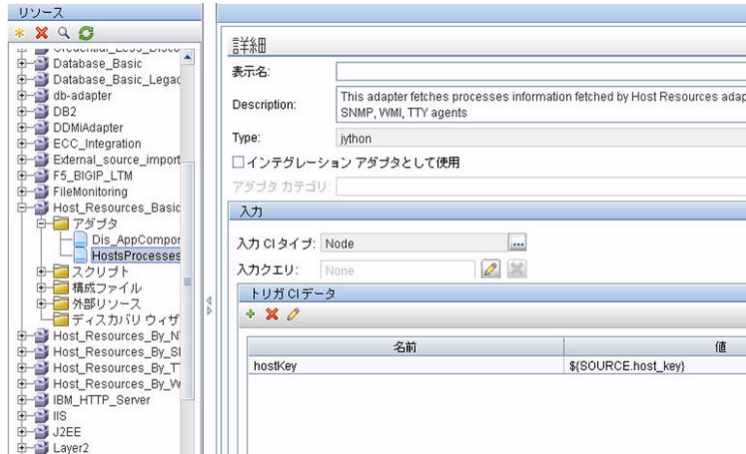 リソース
Database_Basic
Database_Basic_Legac
db-adapter
DB2
DDMiAdapter
ECC_Integration
External_source_import
F5_BIGIP_LTM
FileMonitoring
Host_Resources_Basic
アダプタ
Dis_AppCompor
HostsProcesses
スクリプト
構成ファイル
外部リソース
ディスカバリ ウィザ
Host_Resources_By_N
Host_Resources_By_S
Host_Resources_By_T
Host_Resources_By_W
IBM_HTTP_Server
IIS
J2EE
Layer2
詳細
表示名:
Description: This adapter fetches processes information fetched by Host Resources adap
SNMP, WMI, TTY agents
Type: jython
インテグレーション アダプタとして使用
アダプタ カテゴリ:
入力
入力 CI タイプ: Node ...
入力クエリ: None
トリガ CI データ
名前 値
hostKey ${SOURCE.host_key}